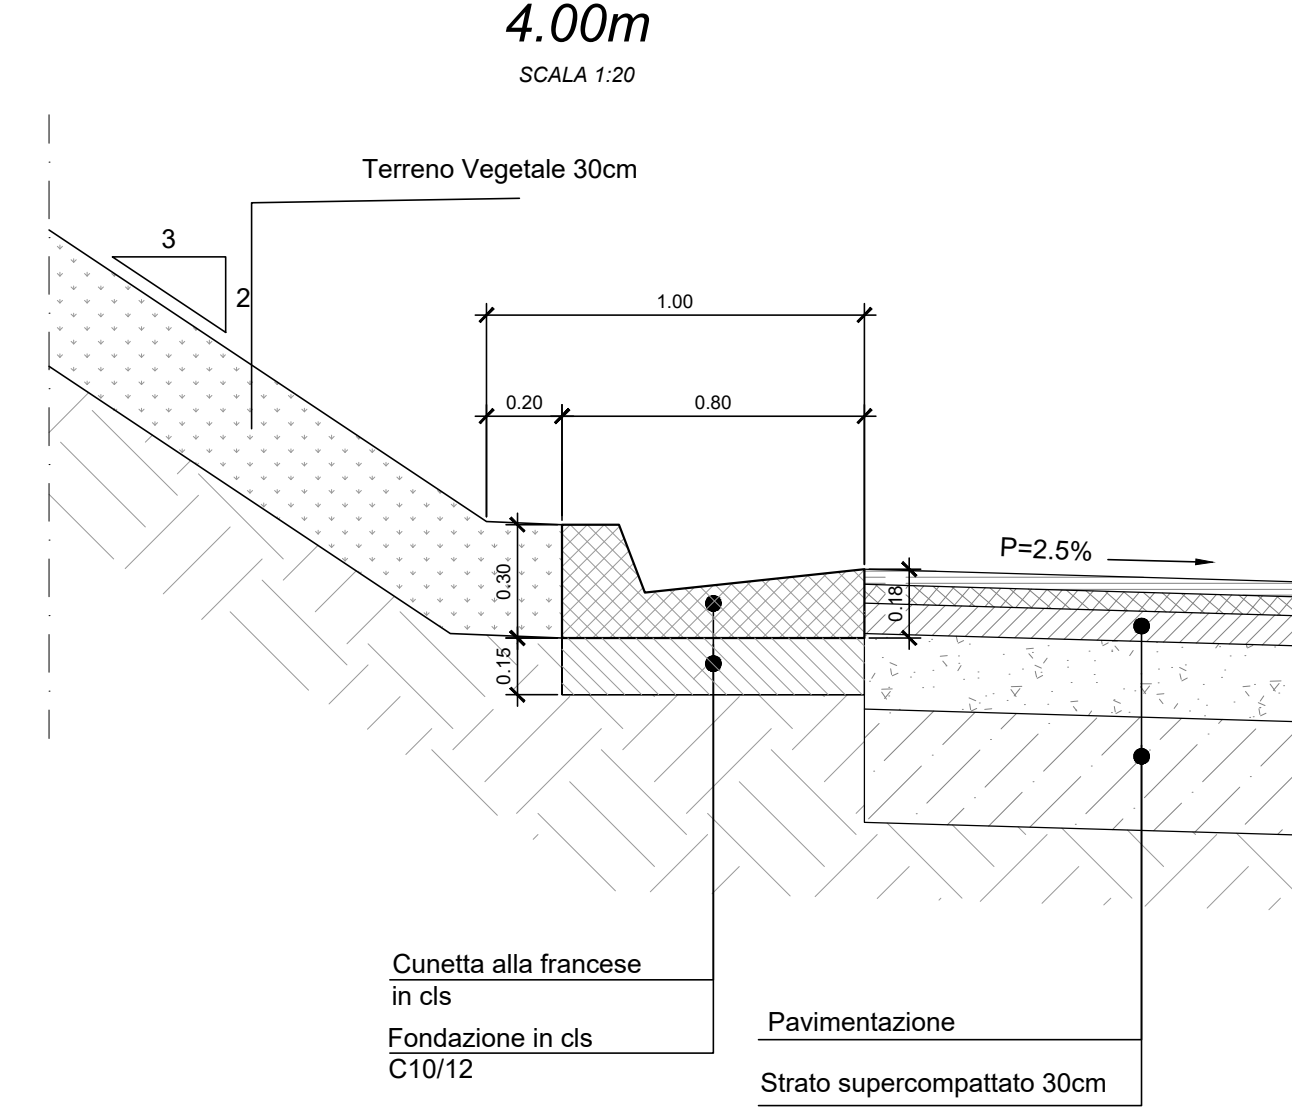 4.00m
SCALA 1:20
Terreno Vegetale 30cm
3
2
1.00
0.20
0.80
P=2.5%
0.30
0.18
0.15
Cunetta alla francese
in cls
Fondazione in cls
C10/12
Pavimentazione
Strato supercompattato 30cm